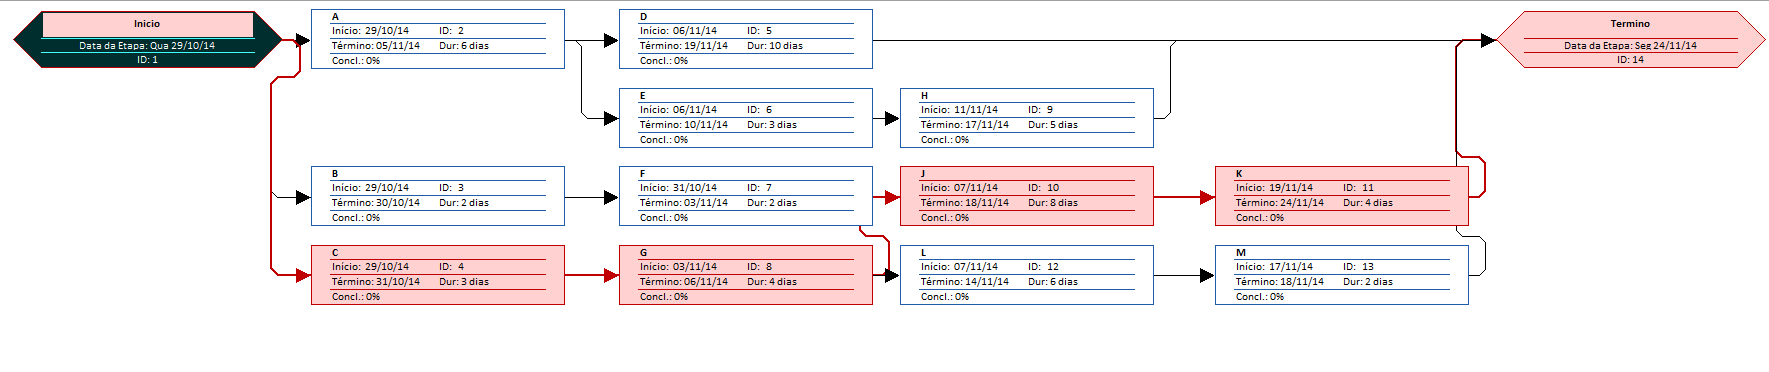 Inicio
Data da Etapa: Qua 29/10/14
ID: 1
A
Início: 29/10/14 ID: 2
Término: 05/11/14 Dur: 6 dias
Concl.: 0%
D
Início: 06/11/14 ID: 5
Término: 19/11/14 Dur: 10 dias
Concl.: 0%
Termino
Data da Etapa: Seg 24/11/14
ID: 14
E
Início: 06/11/14 ID: 6
Término: 10/11/14 Dur: 3 dias
Concl.: 0%
H
Início: 11/11/14 ID: 9
Término: 17/11/14 Dur: 5 dias
Concl.: 0%
B
Início: 29/10/14 ID: 3
Término: 30/10/14 Dur: 2 dias
Concl.: 0%
F
Início: 31/10/14 ID: 7
Término: 03/11/14 Dur: 2 dias
Concl.: 0%
J
Início: 07/11/14 ID: 10
Término: 18/11/14 Dur: 8 dias
Concl.: 0%
K
Início: 19/11/14 ID: 11
Término: 24/11/14 Dur: 4 dias
Concl.: 0%
C
Início: 29/10/14 ID: 4
Término: 31/10/14 Dur: 3 dias
Concl.: 0%
G
Início: 03/11/14 ID: 8
Término: 06/11/14 Dur: 4 dias
Concl.: 0%
L
Início: 07/11/14 ID: 12
Término: 14/11/14 Dur: 6 dias
Concl.: 0%
M
Início: 17/11/14 ID: 13
Término: 18/11/14 Dur: 2 dias
Concl.: 0%